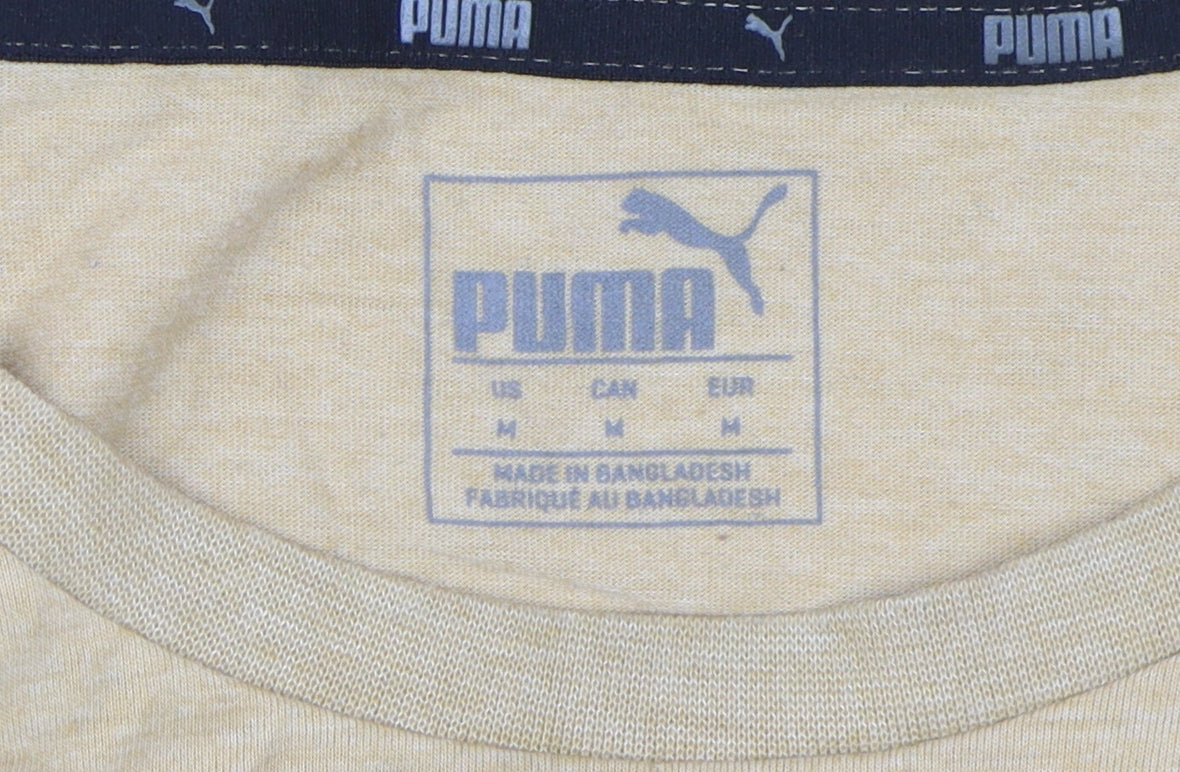 PUMA PUMA
PUMA
US CAN EUR
M M M
MADE IN BANGLADESH
FABRIQUÉ AU BANGLADESH